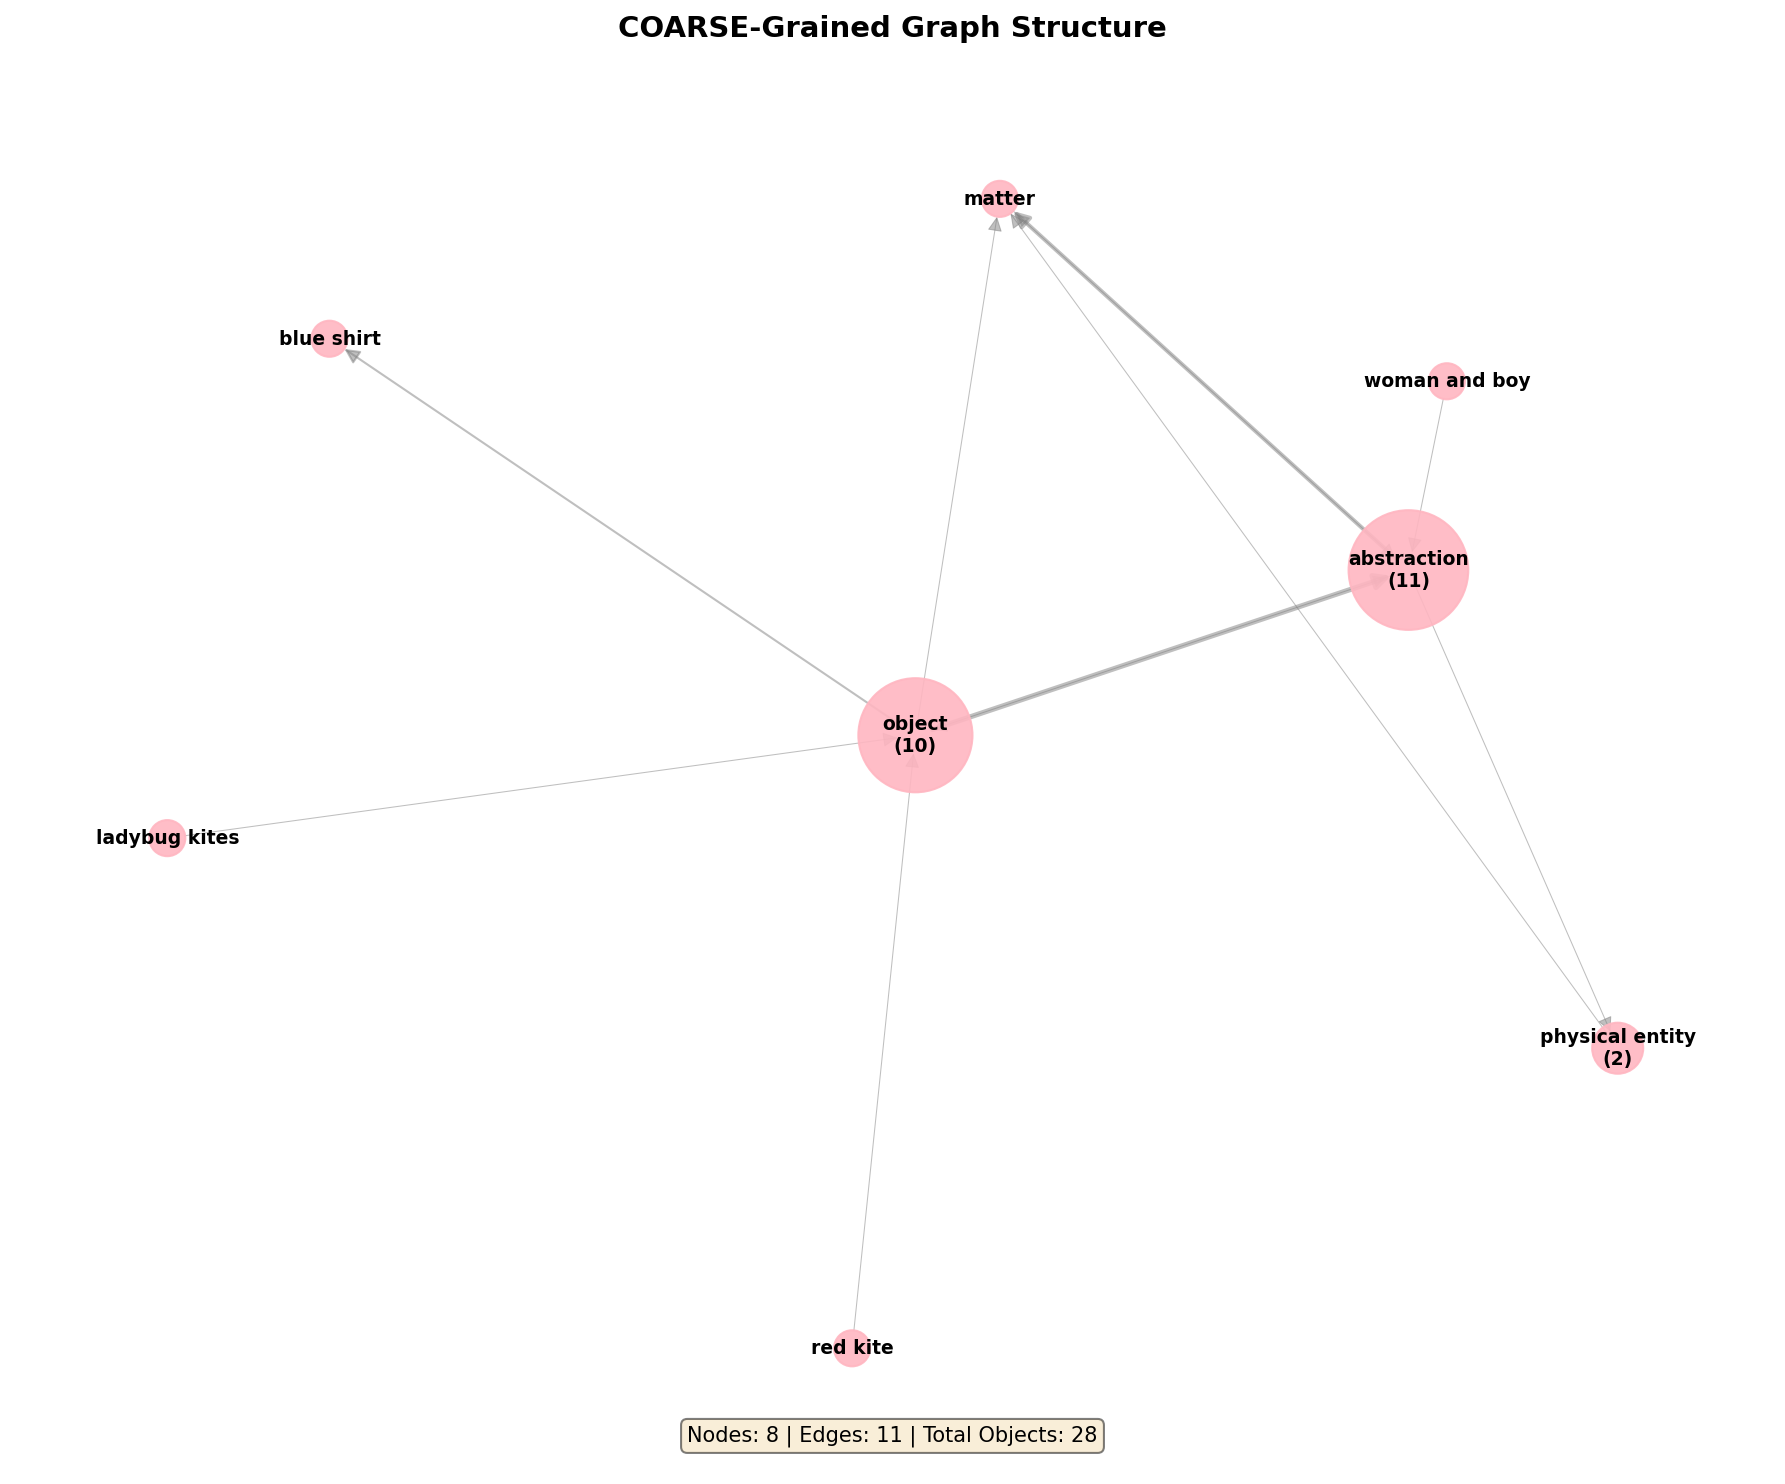 COARSE-Grained Graph Structure
matter
blue shirt
woman and boy
abstraction
(11)
object
(10)
ladybug kites
physical entity
(2)
red kite
Nodes: 8 | Edges: 11 | Total Objects: 28